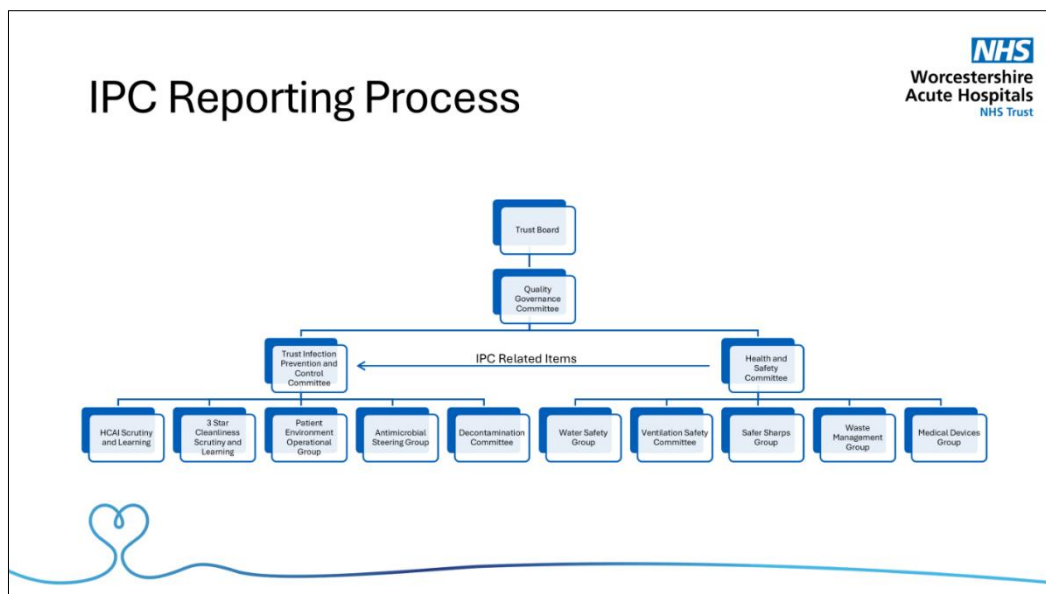 IPC Reporting Process
NHS
Worcestershire
Acute Hospitals
NHS Trust
Trust Board
Quality
Governance
Committee
Trust Infection
Prevention and
Control
Committee
IPC Related Items
Health and
Safety
Committee
HCAI Scrutiny
and Learning
3 Star
Cleanliness
Scrutiny and
Learning
Patient
Environment
Operational
Group
Antimicrobial
Steering Group
Decontamination
Committee
Water Safety
Group
Ventilation Safety
Committee
Safer Sharps
Group
Waste
Management
Group
Medical Devices
Group